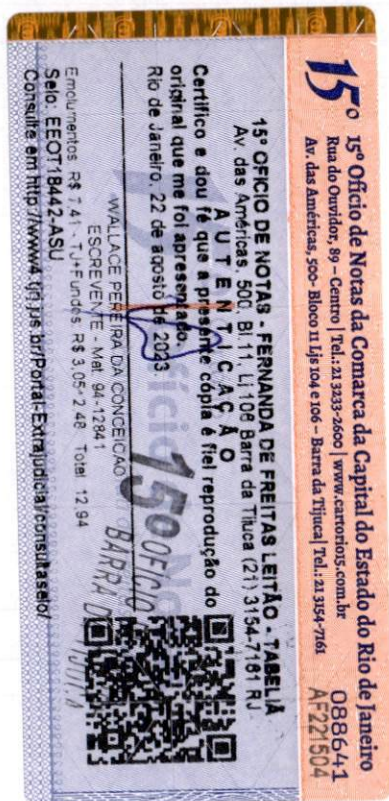 15º 15º Ofício de Notas da Comarca da Capital do Estado do Rio de Janeiro
Rua do Ouvidor, 89 – Centro | Tel.: 21 3233-2600 | www.cartorio15.com.br
Av. das Américas, 500- Bloco 11 Ljs 104 e 106 – Barra da Tijuca| Tel.: 21 3154-7161
088641
AF221504
15º OFICIO DE NOTAS - FERNANDA DE FREITAS LEITÃO - TABELIÃ
Av. das Américas, 500, Bl.11, Lj 106 Barra da Tijuca (21) 3154-7161 RJ
AUTENTICAÇÃO
Certifico e dou fé que a presente cópia é fiel reprodução do
original que me foi apresentado.
Rio de Janeiro, 22 de agosto de 2023
WALLACE PEREIRA DA CONCEICAO
ESCREVENTE - Mat. 94-12841
15º OFÍCIO
BARRA D
Emolumentos: R$ 7,41 - TJ+Fundos: R$ 3,05+2,48 Total: 12,94
Selo: EEOT18442-ASU
Consulte em http://www4.tjrj.jus.br/Portal-Extrajudicial/consultaselo/